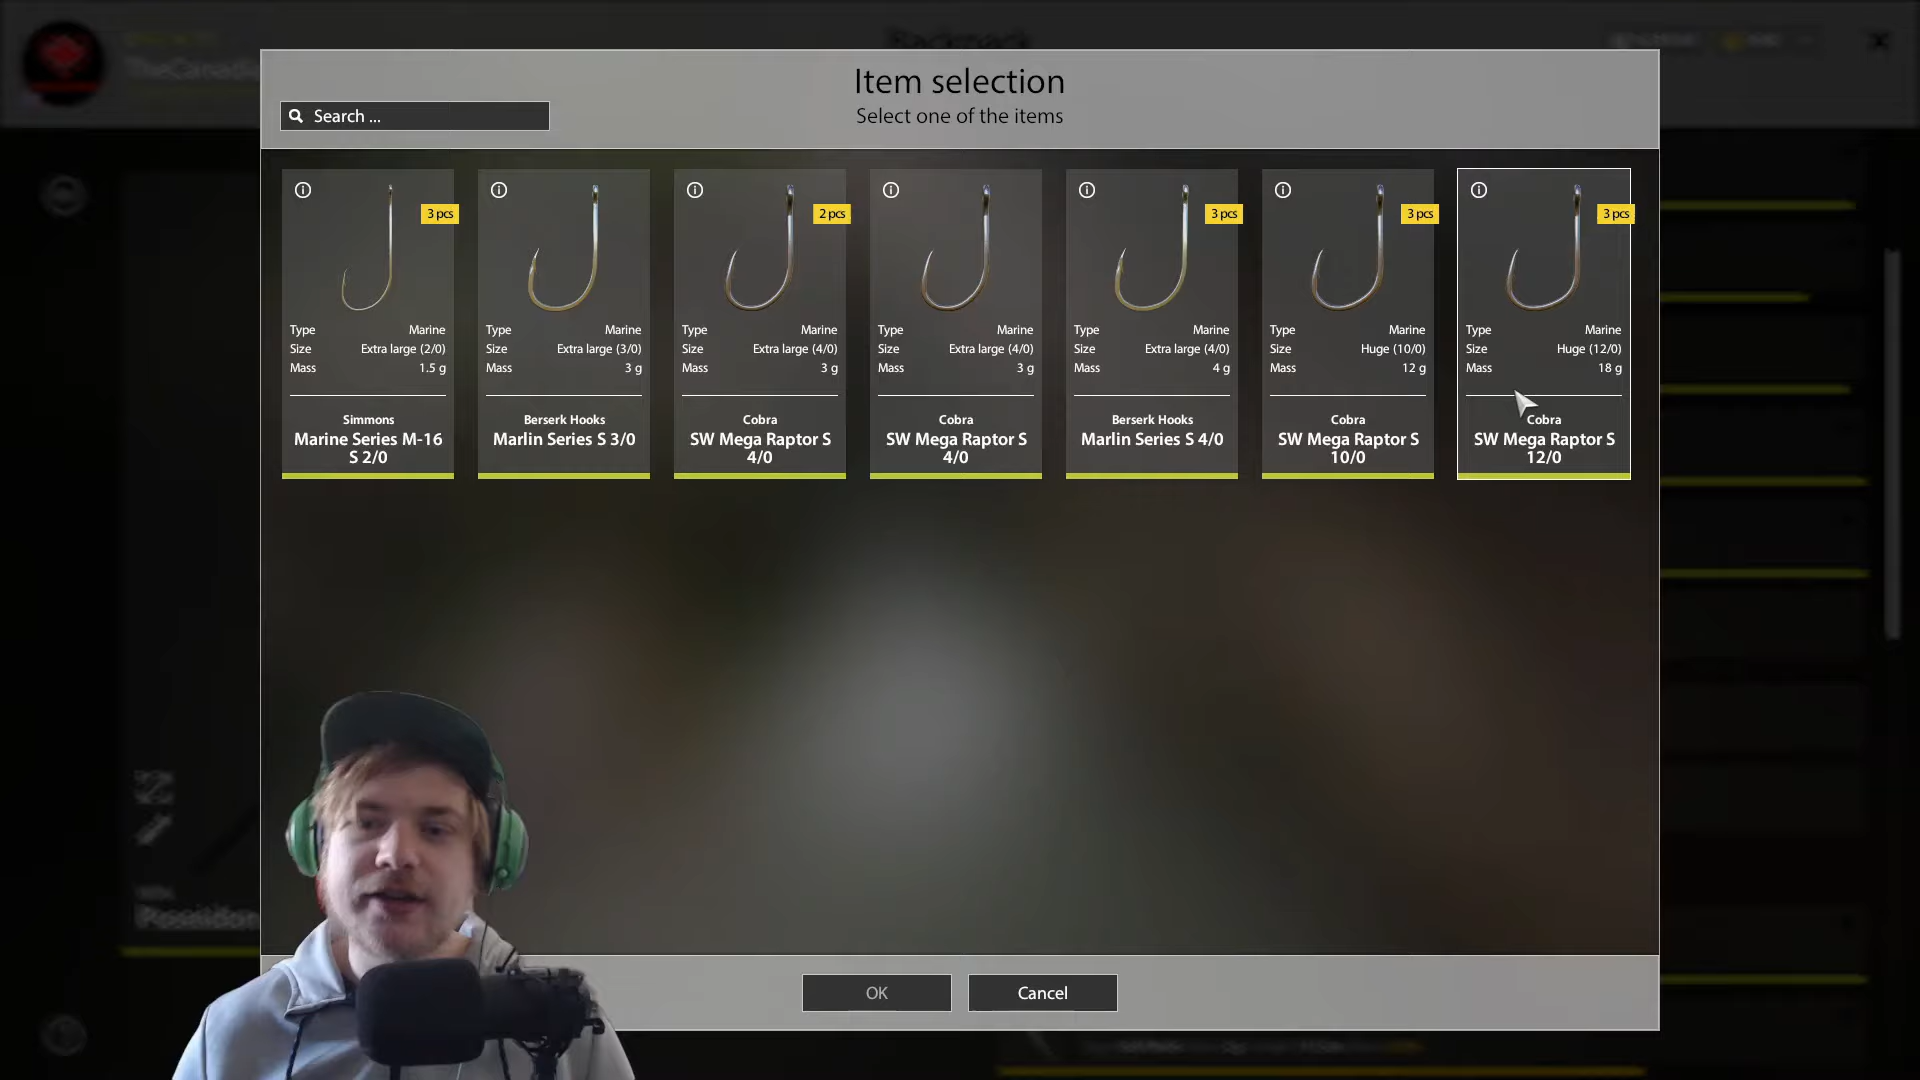 TheCanadia
Backpack
Item selection
Search ...
Select one of the items
3 pcs
Type Marine
Size Extra large (2/0)
Mass 1.5 g
Simmons
Marine Series M-16
S 2/0
Type Marine
Size Extra large (3/0)
Mass 3 g
Berserk Hooks
Marlin Series S 3/0
2 pcs
Type Marine
Size Extra large (4/0)
Mass 3 g
Cobra
SW Mega Raptor S
4/0
Type Marine
Size Extra large (4/0)
Mass 3 g
Cobra
SW Mega Raptor S
4/0
3 pcs
Type Marine
Size Extra large (4/0)
Mass 4 g
Berserk Hooks
Marlin Series S 4/0
3 pcs
Type Marine
Size Huge (10/0)
Mass 12 g
Cobra
SW Mega Raptor S
10/0
3 pcs
Type Marine
Size Huge (12/0)
Mass 18 g
Cobra
SW Mega Raptor S
12/0
Poseidon
OK
Cancel